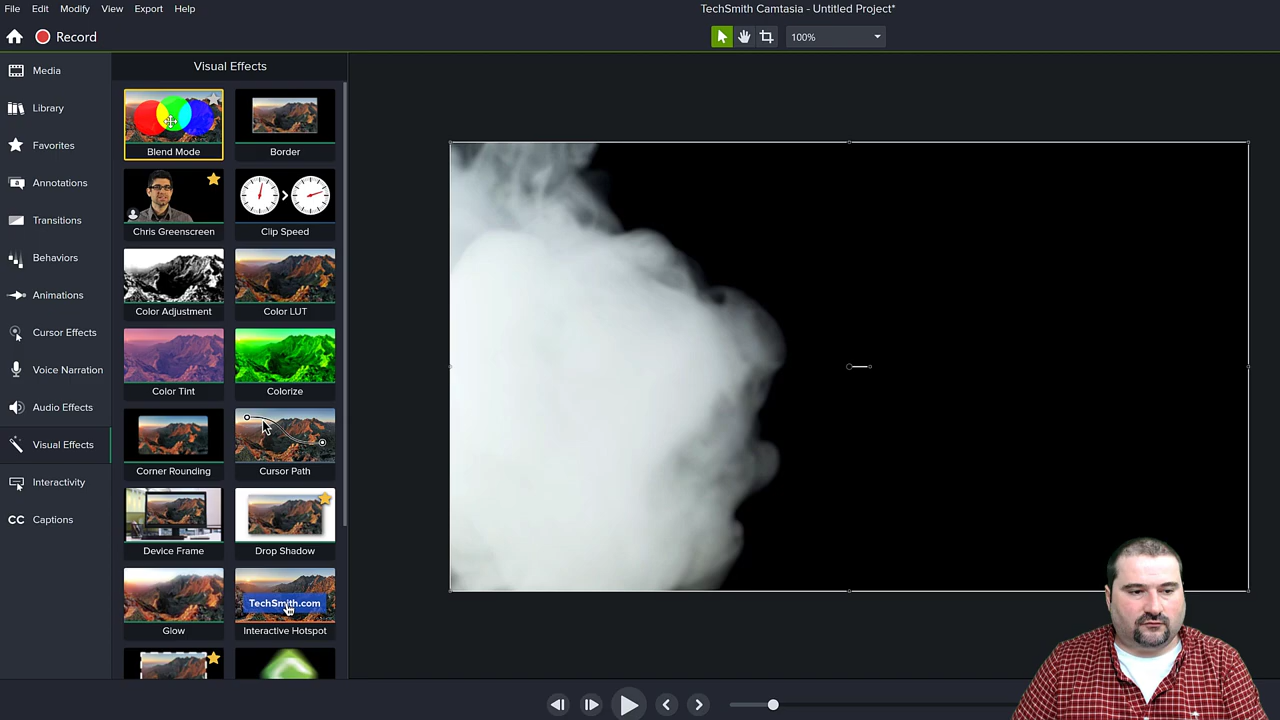 File Edit Modify View Export Help
TechSmith Camtasia - Untitled Project*
Record
100%
Media
Library
Favorites
Annotations
Transitions
Behaviors
Animations
Cursor Effects
Voice Narration
Audio Effects
Visual Effects
Interactivity
CC Captions
Visual Effects
Blend Mode
Border
Chris Greenscreen
Clip Speed
Color Adjustment
Color LUT
Color Tint
Colorize
Corner Rounding
Cursor Path
Device Frame
Drop Shadow
Glow
TechSmith.com
Interactive Hotspot